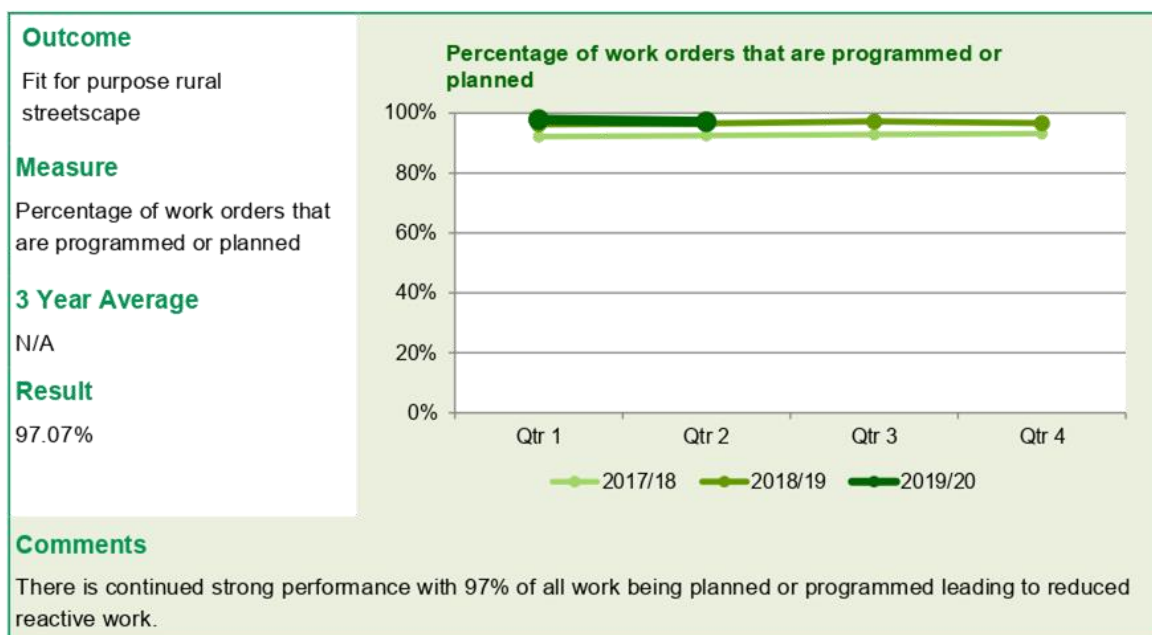 Outcome
Fit for purpose rural
streetscape
Measure
Percentage of work orders that
are programmed or planned
3 Year Average
N/A
Result
97.07%
Percentage of work orders that are programmed or
planned
100%
80%
60%
40%
20%
0%
Qtr 1 Qtr 2 Qtr 3 Qtr 4
2017/18 2018/19 2019/20
Comments
There is continued strong performance with 97% of all work being planned or programmed leading to reduced
reactive work.